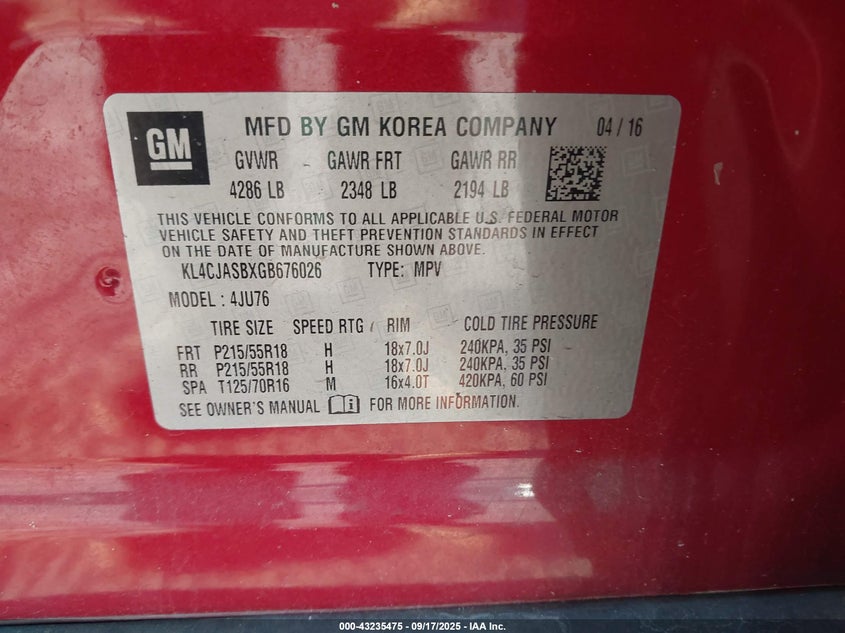 GM
MFD BY GM KOREA COMPANY 04 / 16
GVWR GAWR FRT GAWR RR
4286 LB 2348 LB 2194 LB
THIS VEHICLE CONFORMS TO ALL APPLICABLE U.S. FEDERAL MOTOR
VEHICLE SAFETY AND THEFT PREVENTION STANDARDS IN EFFECT
ON THE DATE OF MANUFACTURE SHOWN ABOVE.
KL4CJASBXGB676026 TYPE: MPV
MODEL : 4JU76
TIRE SIZE SPEED RTG RIM COLD TIRE PRESSURE
FRT P215/55R18 H 18x7.0J 240KPA, 35 PSI
RR P215/55R18 H 18x7.0J 240KPA, 35 PSI
SPA T125/70R16 M 16x4.0T 420KPA, 60 PSI
SEE OWNER'S MANUAL i FOR MORE INFORMATION.
000-43235475 - 09/17/2025 - IAA Inc.